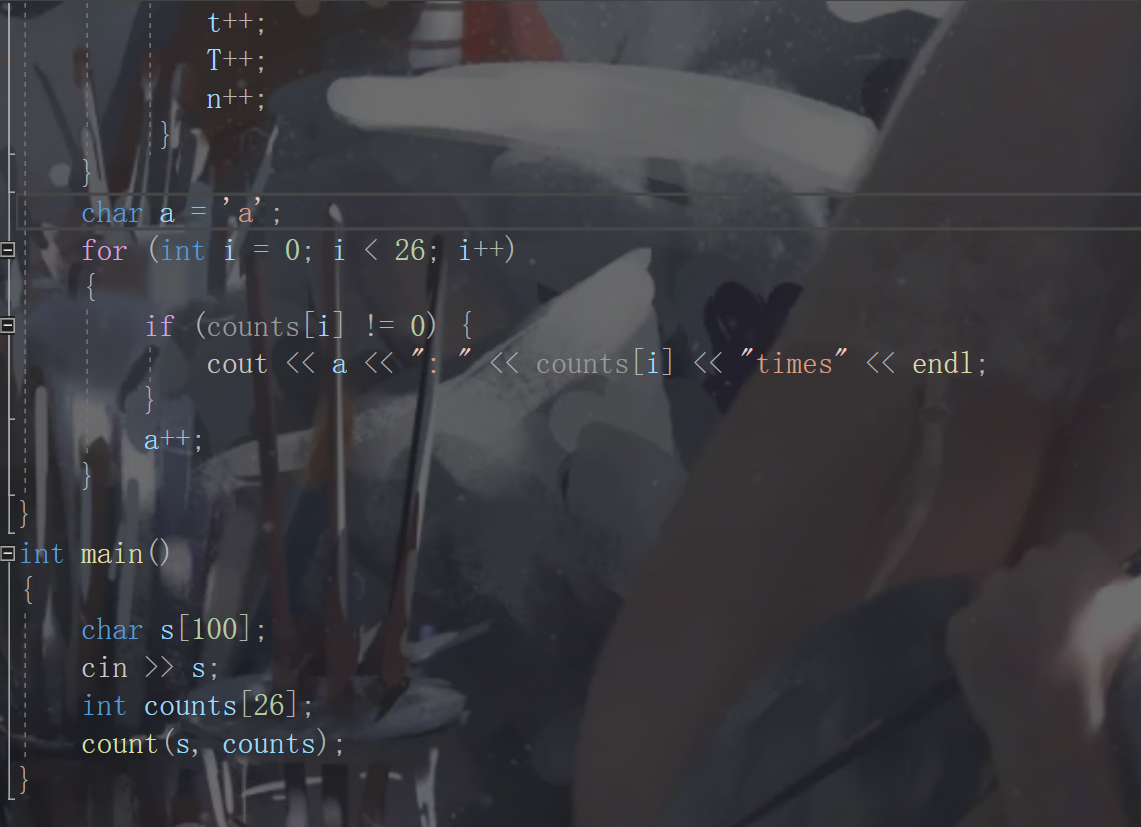 t++;
T++;
n++;
}
}
char a = 'a';
for (int i = 0; i < 26; i++)
{
if (counts[i] != 0) {
cout << a << ": " << counts[i] << "times" << endl;
}
a++;
}
}
int main()
{
char s[100];
cin >> s;
int counts[26];
count(s, counts);
}